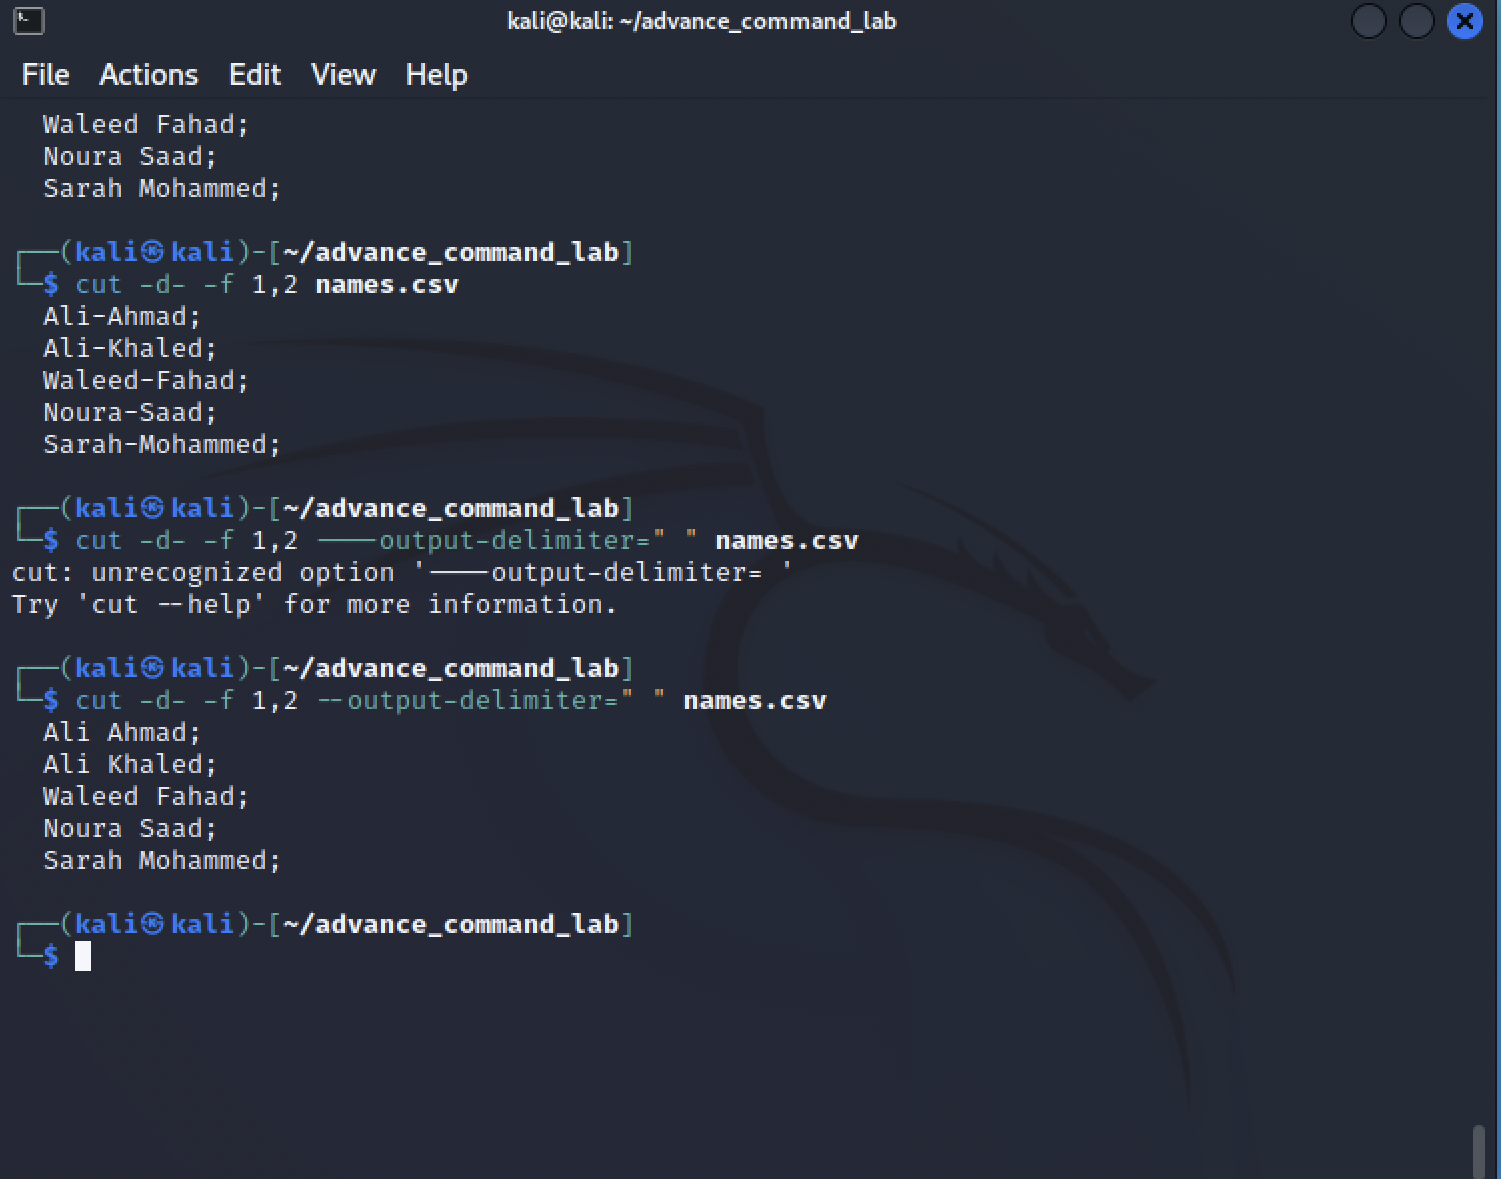 kali@kali: ~/advance_command_lab
File Actions Edit View Help
Waleed Fahad;
Noura Saad;
Sarah Mohammed;
┌──(kali㉿kali)-[~/advance_command_lab]
└─$ cut -d- -f 1,2 names.csv
Ali-Ahmad;
Ali-Khaled;
Waleed-Fahad;
Noura-Saad;
Sarah-Mohammed;
┌──(kali㉿kali)-[~/advance_command_lab]
└─$ cut -d- -f 1,2 ----output-delimiter=" " names.csv
cut: unrecognized option '----output-delimiter= '
Try 'cut --help' for more information.
┌──(kali㉿kali)-[~/advance_command_lab]
└─$ cut -d- -f 1,2 --output-delimiter=" " names.csv
Ali Ahmad;
Ali Khaled;
Waleed Fahad;
Noura Saad;
Sarah Mohammed;
┌──(kali㉿kali)-[~/advance_command_lab]
└─$